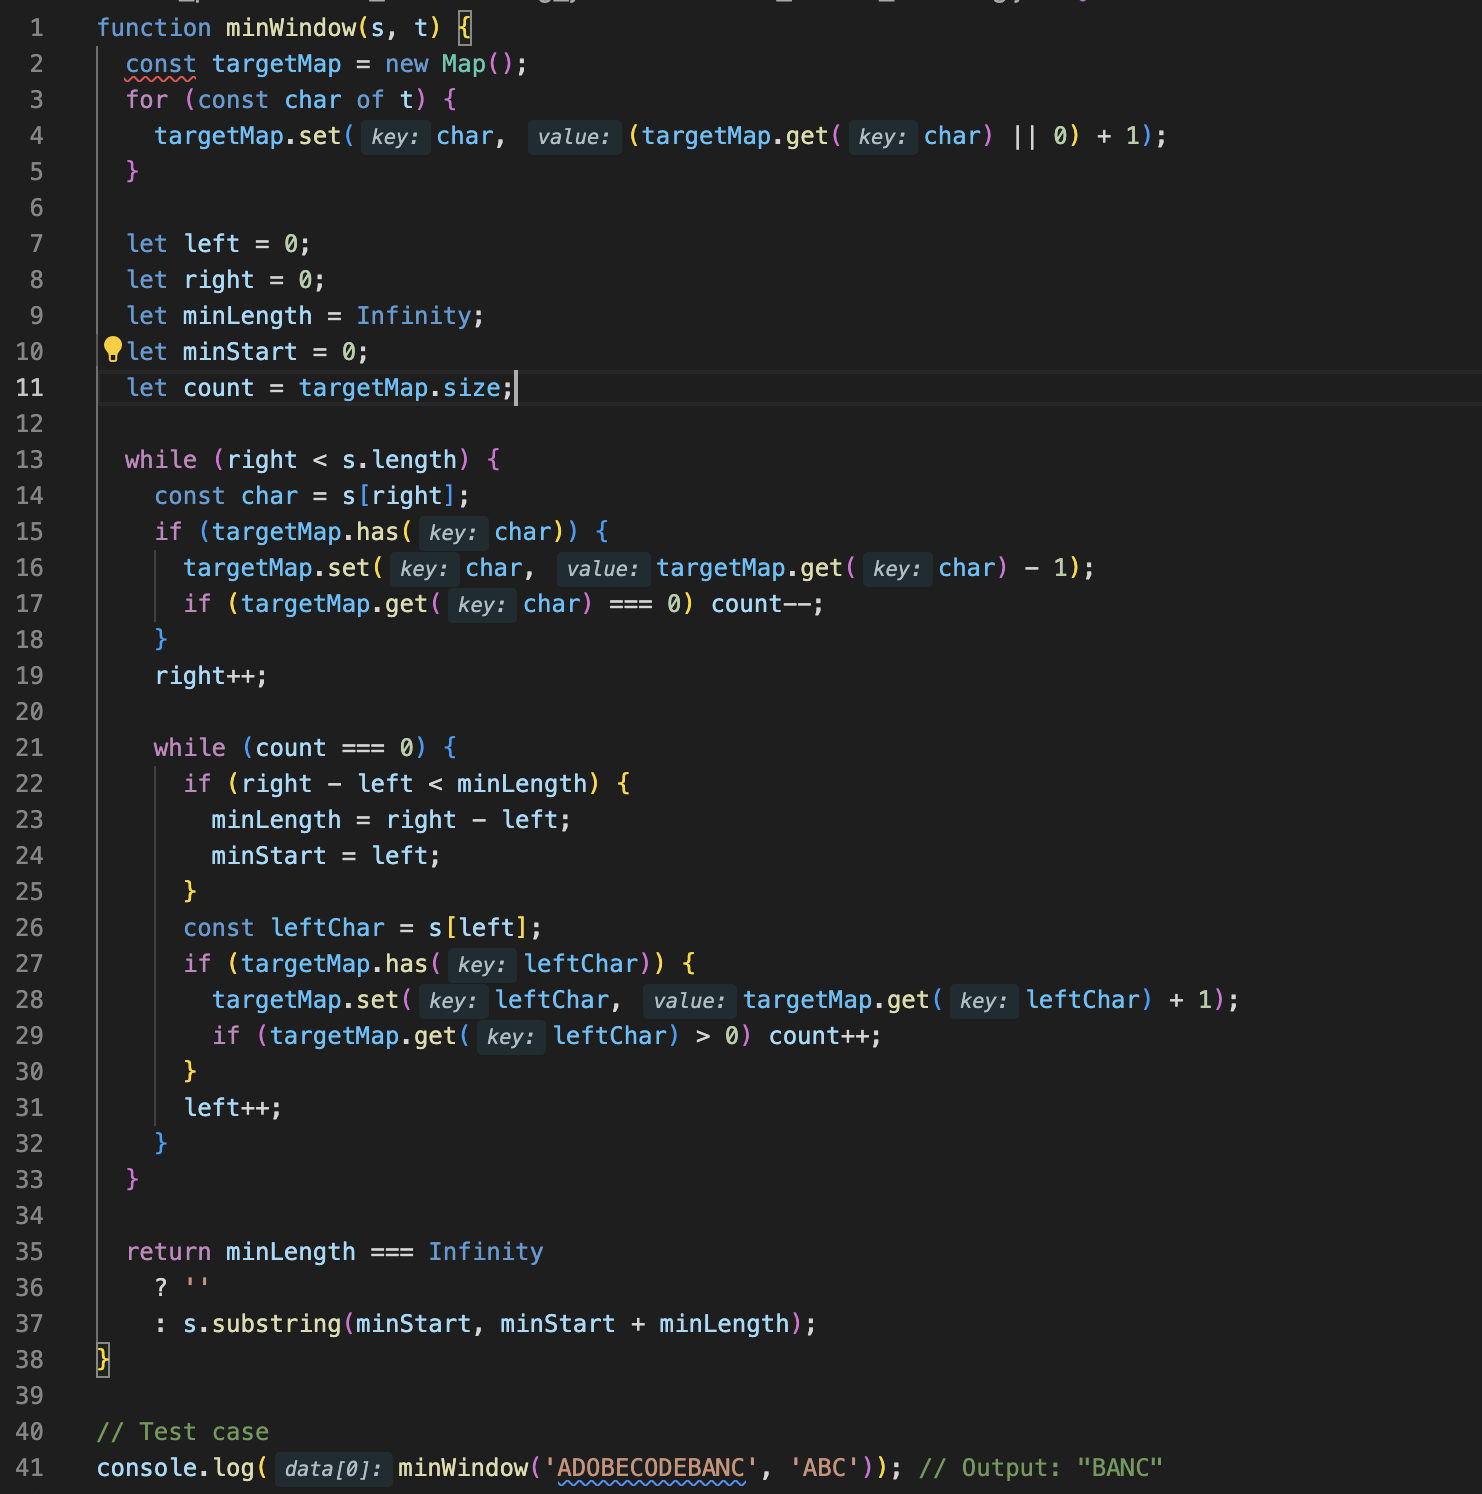 1 function minWindow(s, t) {
2 const targetMap = new Map();
3 for (const char of t) {
4 targetMap.set( key: char, value: (targetMap.get( key: char) || 0) + 1);
5 }
6
7 let left = 0;
8 let right = 0;
9 let minLength = Infinity;
10 let minStart = 0;
11 let count = targetMap.size;
12
13 while (right < s.length) {
14 const char = s[right];
15 if (targetMap.has( key: char)) {
16 targetMap.set( key: char, value: targetMap.get( key: char) - 1);
17 if (targetMap.get( key: char) === 0) count--;
18 }
19 right++;
20
21 while (count === 0) {
22 if (right - left < minLength) {
23 minLength = right - left;
24 minStart = left;
25 }
26 const leftChar = s[left];
27 if (targetMap.has( key: leftChar)) {
28 targetMap.set( key: leftChar, value: targetMap.get( key: leftChar) + 1);
29 if (targetMap.get( key: leftChar) > 0) count++;
30 }
31 left++;
32 }
33 }
34
35 return minLength === Infinity
36 ? ''
37 : s.substring(minStart, minStart + minLength);
38 }
39
40 // Test case
41 console.log( data[0]: minWindow('ADOBECODEBANC', 'ABC')); // Output: "BANC"